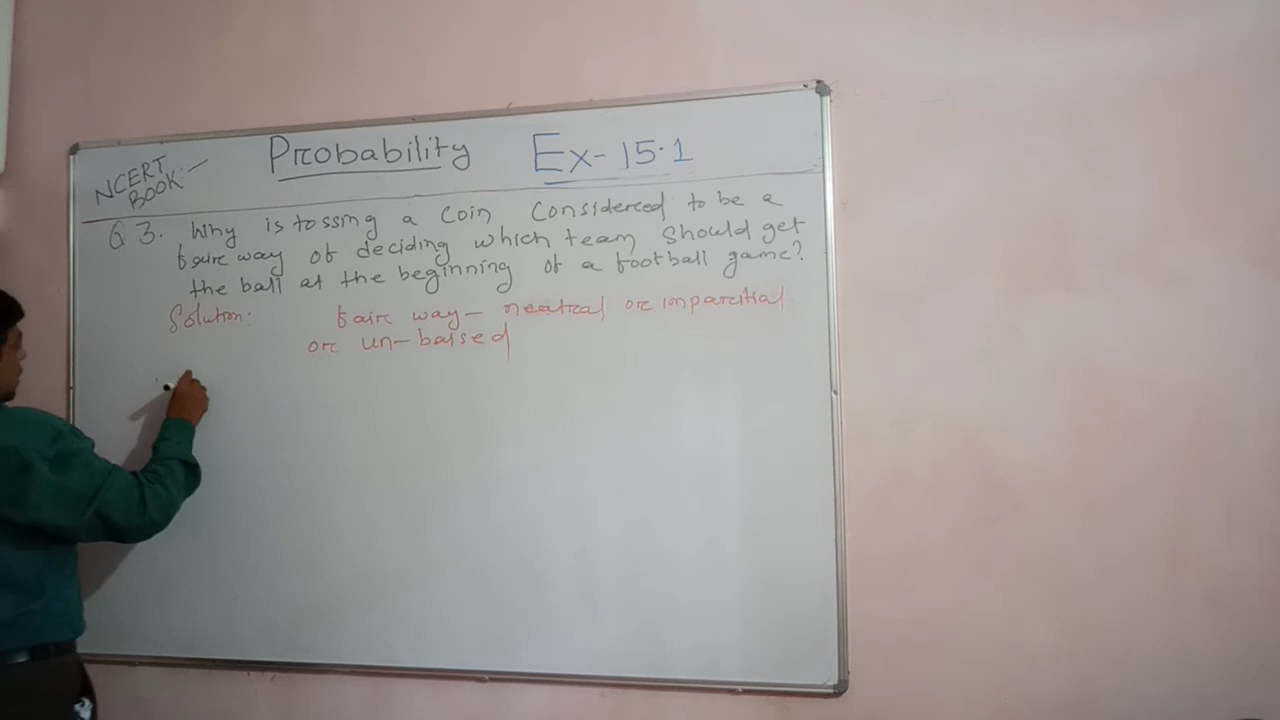 NCERT
BOOK:-
Probability Ex-15.1
Q 3. Why is tossing a coin considered to be a
fair way of deciding which team should get
the ball at the beginning of a football game?
Solution: fair way- neutral or imparcitial
or un-baised